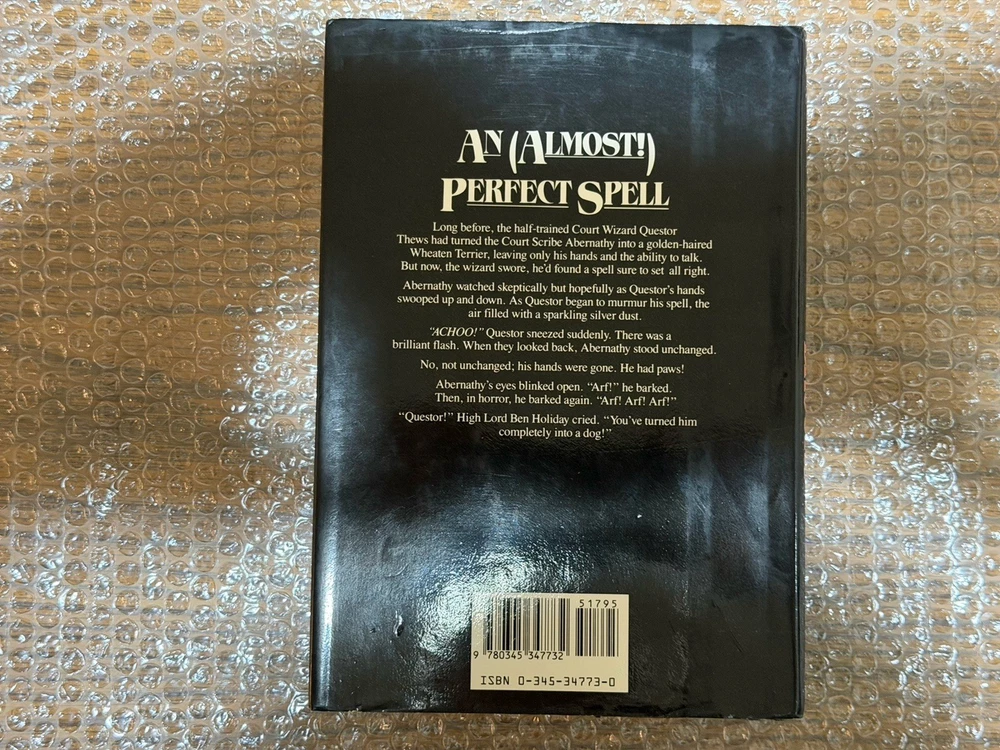 AN (ALMOST!)
PERFECT SPELL
Long before, the half-trained Court Wizard Questor
Thews had turned the Court Scribe Abernathy into a golden-haired
Wheaten Terrier, leaving only his hands and the ability to talk.
But now, the wizard swore, he'd found a spell sure to set all right.
Abernathy watched skeptically but hopefully as Questor's hands
swooped up and down. As Questor began to murmur his spell, the
air filled with a sparkling silver dust.
"ACHOO!" Questor sneezed suddenly. There was a
brilliant flash. When they looked back, Abernathy stood unchanged.
No, not unchanged; his hands were gone. He had paws!
Abernathy's eyes blinked open. "Arf!" he barked.
Then, in horror, he barked again. "Arf! Arf! Arf!"
"Questor!" High Lord Ben Holiday cried. "You've turned him
completely into a dog!"
51795
9 780345 347732
ISBN 0-345-34773-0